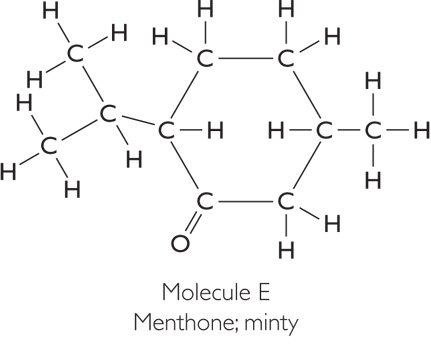 H H H
H H H
C C C
H H
H C
C H H C C H
C H
H H H
C C
H
O H
Molecule E
Menthone; minty